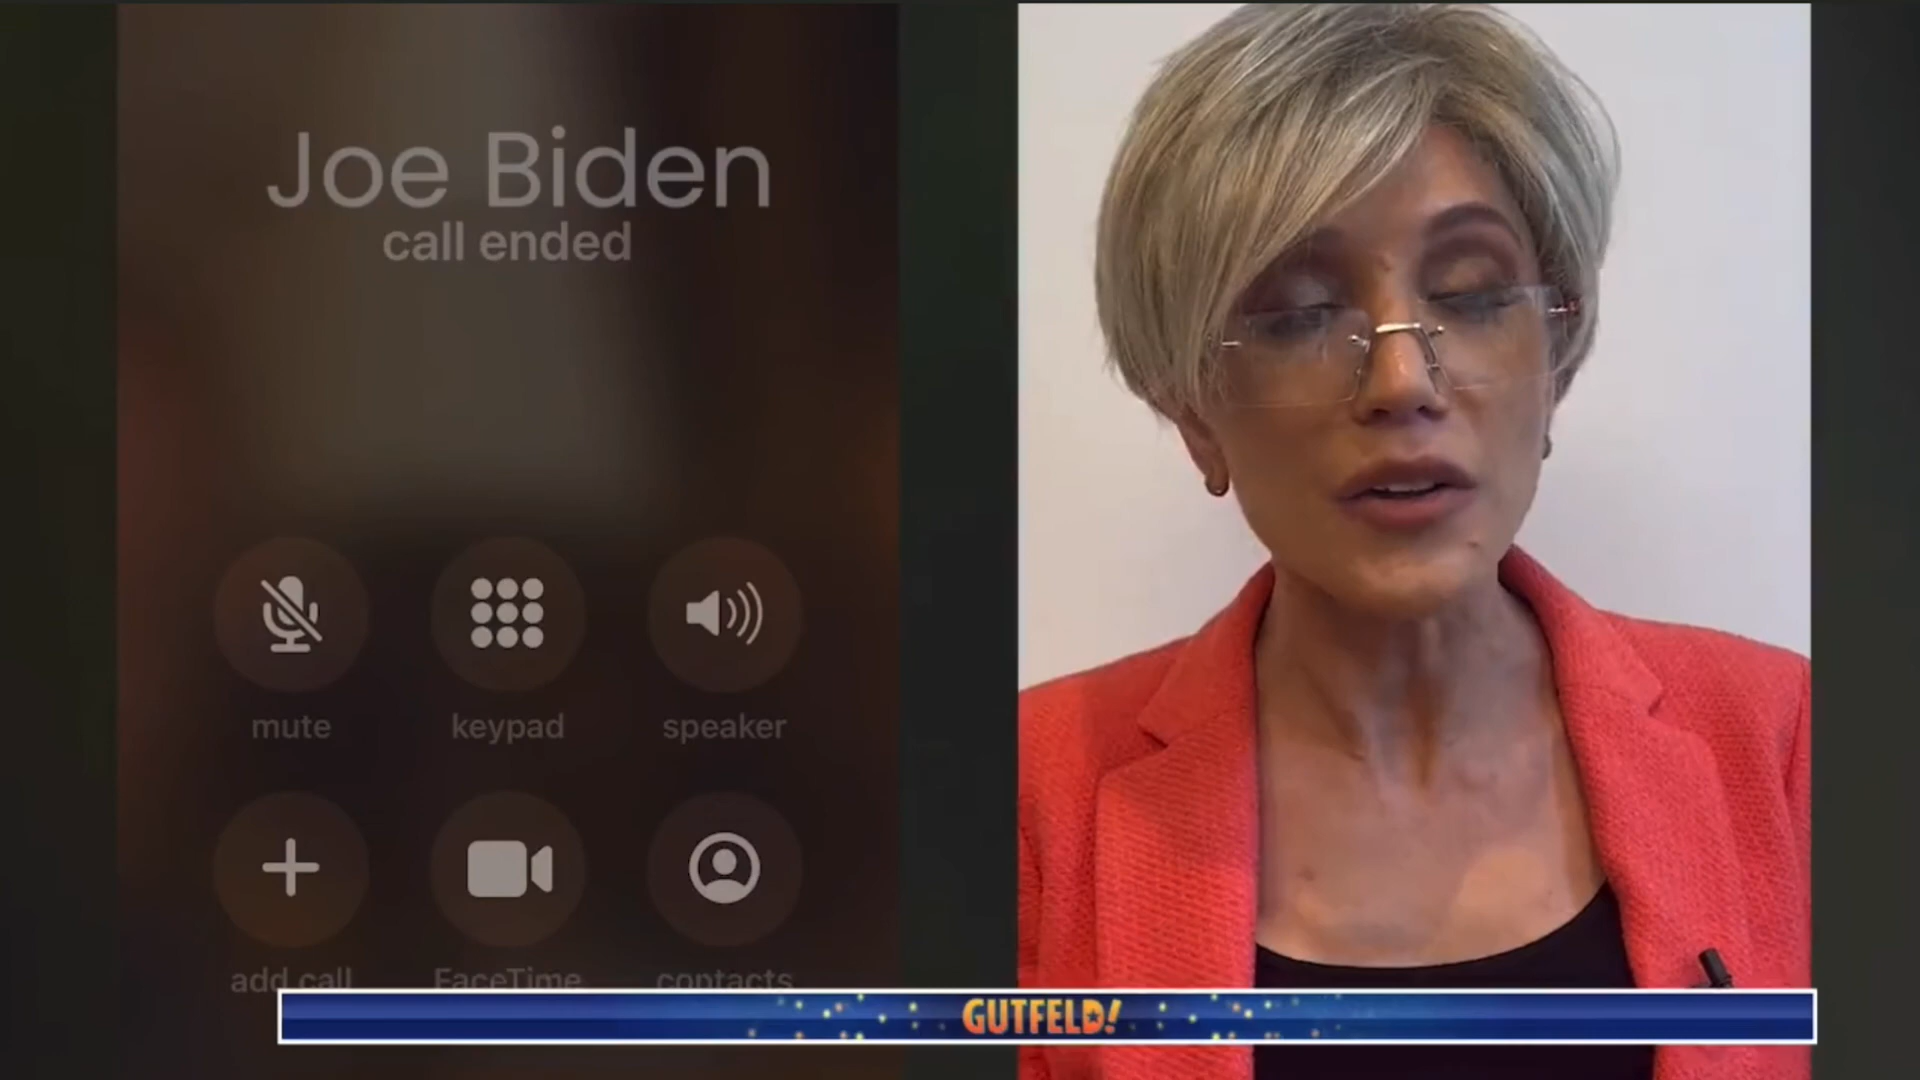 Joe Biden
call ended
mute
keypad
speaker
add call
FaceTime
contacts
GUTFELD!